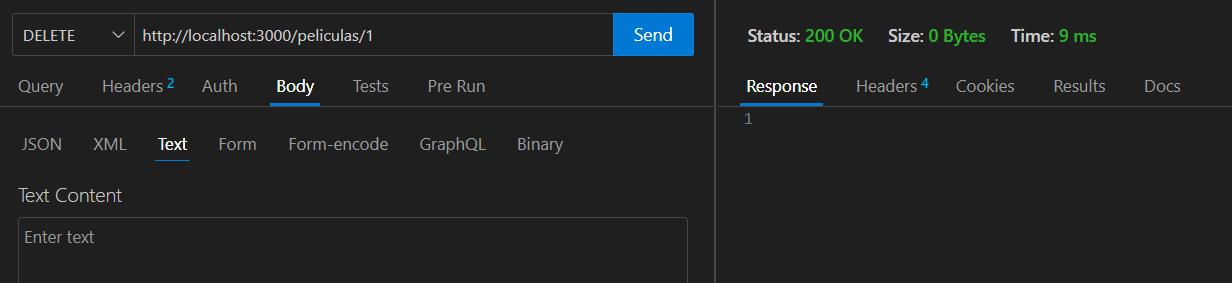 DELETE http://localhost:3000/peliculas/1 Send
Query Headers 2 Auth Body Tests Pre Run
JSON XML Text Form Form-encode GraphQL Binary
Text Content
Enter text
Status: 200 OK Size: 0 Bytes Time: 9 ms
Response Headers 4 Cookies Results Docs
1